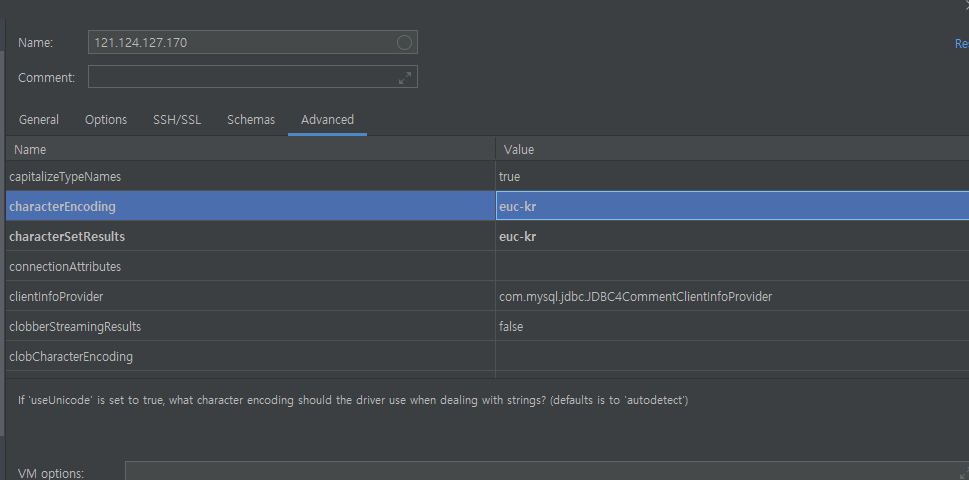 Name: 121.124.127.170
Comment:
General Options SSH/SSL Schemas Advanced
Name Value
capitalizeTypeNames true
characterEncoding euc-kr
characterSetResults euc-kr
connectionAttributes
clientInfoProvider com.mysql.jdbc.JDBC4CommentClientInfoProvider
clobberStreamingResults false
clobCharacterEncoding
If 'useUnicode' is set to true, what character encoding should the driver use when dealing with strings? (defaults is to 'autodetect')
VM options: